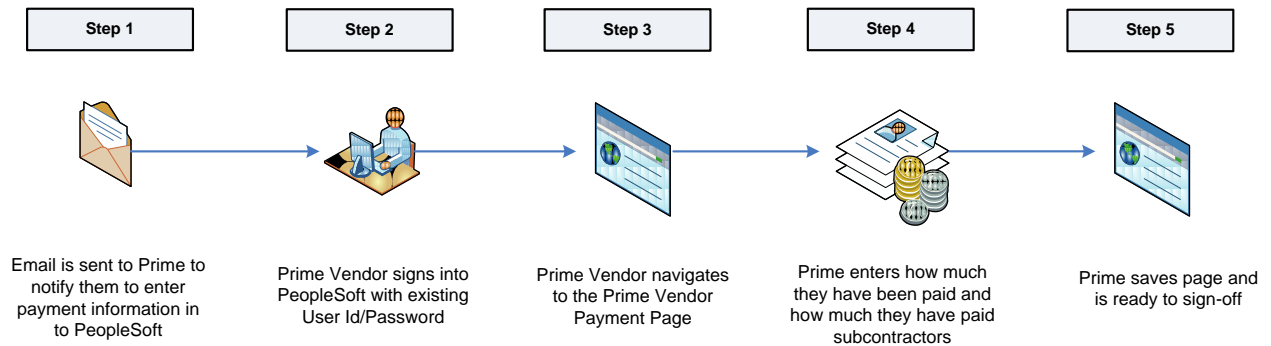 Step 1
Step 2
Step 3
Step 4
Step 5
Email is sent to Prime to
notify them to enter
payment information in
to PeopleSoft
Prime Vendor signs into
PeopleSoft with existing
User Id/Password
Prime Vendor navigates
to the Prime Vendor
Payment Page
Prime enters how much
they have been paid and
how much they have paid
subcontractors
Prime saves page and
is ready to sign-off